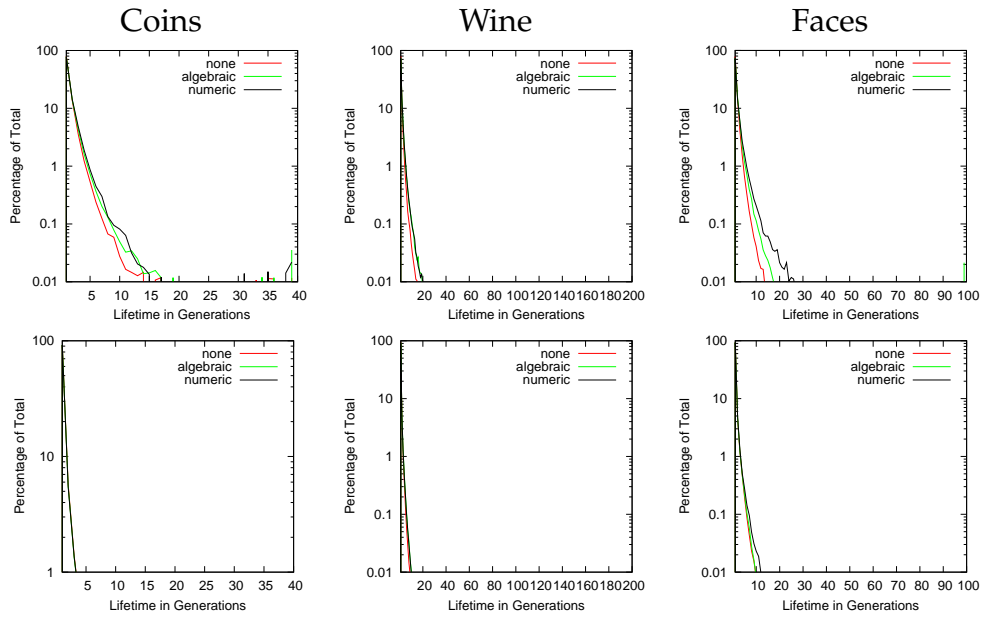 Coins
Wine
Faces
100
10
1
0.1
0.01
Percentage of Total
none
algebraic
numeric
5 10 15 20 25 30 35 40
Lifetime in Generations
100
10
1
0.1
0.01
Percentage of Total
none
algebraic
numeric
20 40 60 80 100 120 140 160 180 200
Lifetime in Generations
100
10
1
0.1
0.01
Percentage of Total
none
algebraic
numeric
10 20 30 40 50 60 70 80 90 100
Lifetime in Generations
100
10
1
Percentage of Total
none
algebraic
numeric
5 10 15 20 25 30 35 40
Lifetime in Generations
100
10
1
0.1
0.01
Percentage of Total
none
algebraic
numeric
20 40 60 80 100 120 140 160 180 200
Lifetime in Generations
100
10
1
0.1
0.01
Percentage of Total
none
algebraic
numeric
10 20 30 40 50 60 70 80 90 100
Lifetime in Generations